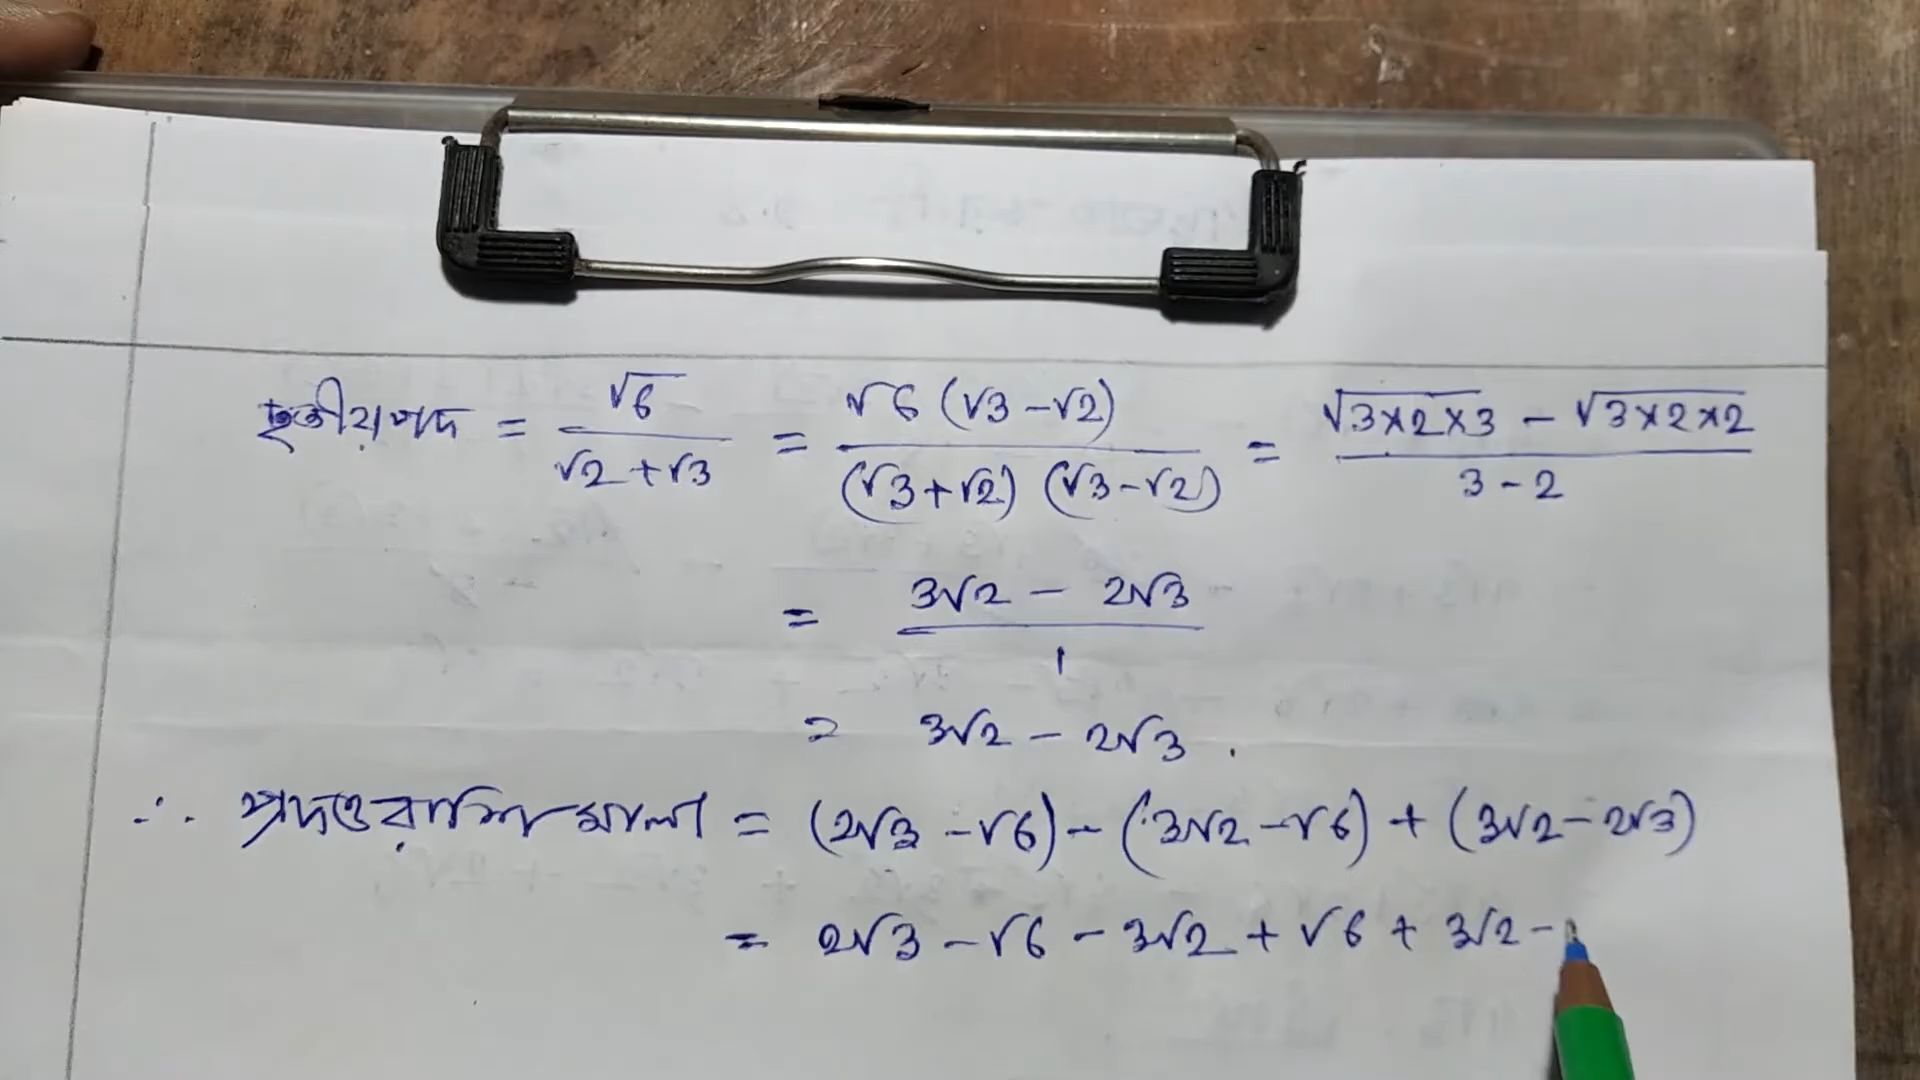 তৃতীয় পদ = √6 / (√2 + √3) = √6 (√3 - √2) / (√3 + √2) (√3 - √2) = (√3×2×3 - √3×2×2) / (3 - 2)
= (3√2 - 2√3) / 1
= 3√2 - 2√3 .
∴ প্রদত্ত রাশিমালা = (2√3 - √6) - (3√2 - √6) + (3√2 - 2√3)
= 2√3 - √6 - 3√2 + √6 + 3√2 -